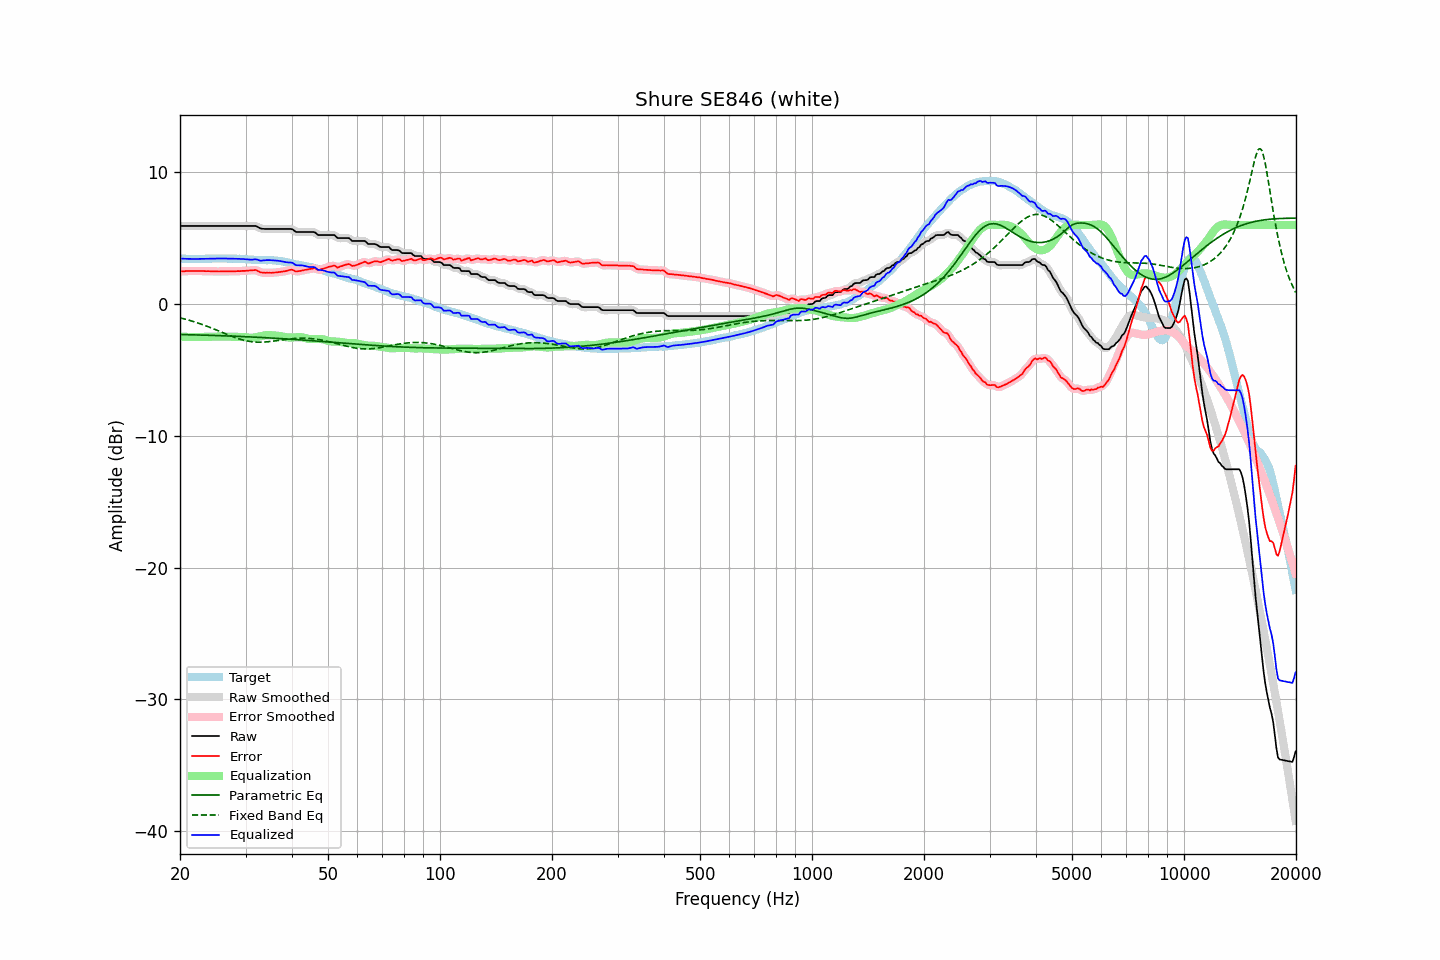 Shure SE846 (white)
Amplitude (dBr)
10
0
−10
−20
−30
−40
Target
Raw Smoothed
Error Smoothed
Raw
Error
Equalization
Parametric Eq
Fixed Band Eq
Equalized
20 50 100 200 500 1000 2000 5000 10000 20000
Frequency (Hz)